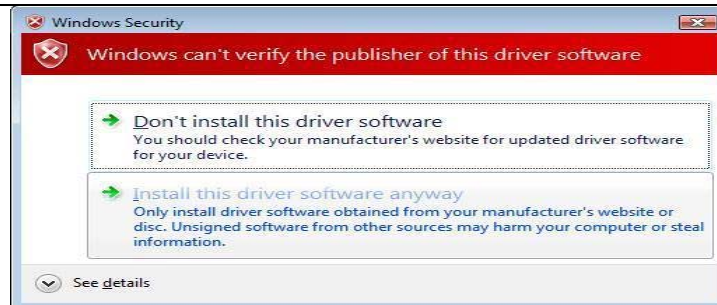 Windows Security
Windows can't verify the publisher of this driver software
Don't install this driver software
You should check your manufacturer's website for updated driver software
for your device.
Install this driver software anyway
Only install driver software obtained from your manufacturer's website or
disc. Unsigned software from other sources may harm your computer or steal
information.
See details